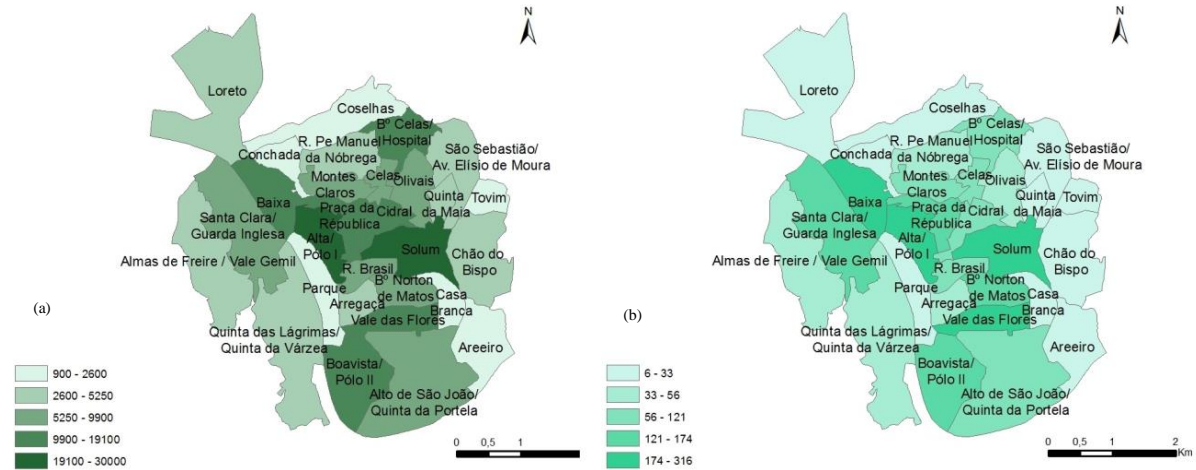 N
Loreto
Coselhas
Bº Celas/
Hospital
R. Pe Manuel
da Nóbrega
São Sebastião/
Av. Elísio de Moura
Conchada
Montes
Claros
Celas
Olivais
Quinta
da Maia
Tovim
Baixa
Praça da
República
Cidral
Santa Clara/
Guarda Inglesa
Alta/
Pólo I
Solum
Chão do
Bispo
Almas de Freire / Vale Gemil
R. Brasil
Bº Norton
de Matos
Parque
Arregaça
Casa
Branca
Vale das Flores
Quinta das Lágrimas/
Quinta da Várzea
Areeiro
Boavista/
Pólo II
Alto de São João/
Quinta da Portela
(a)
900 - 2600
2600 - 5250
5250 - 9900
9900 - 19100
19100 - 30000
0 0,5 1
N
Loreto
Coselhas
Bº Celas/
Hospital
R. Pe Manuel
da Nóbrega
São Sebastião/
Av. Elísio de Moura
Conchada
Montes
Claros
Celas
Olivais
Quinta
da Maia
Tovim
Baixa
Praça da
República
Cidral
Santa Clara/
Guarda Inglesa
Alta/
Pólo I
Solum
Chão do
Bispo
Almas de Freire / Vale Gemil
R. Brasil
Bº Norton
de Matos
Parque
Arregaça
Casa
Branca
Vale das Flores
Quinta das Lágrimas/
Quinta da Várzea
Areeiro
Boavista/
Pólo II
Alto de São João/
Quinta da Portela
(b)
6 - 33
33 - 56
56 - 121
121 - 174
174 - 316
0 0,5 1 2
Km